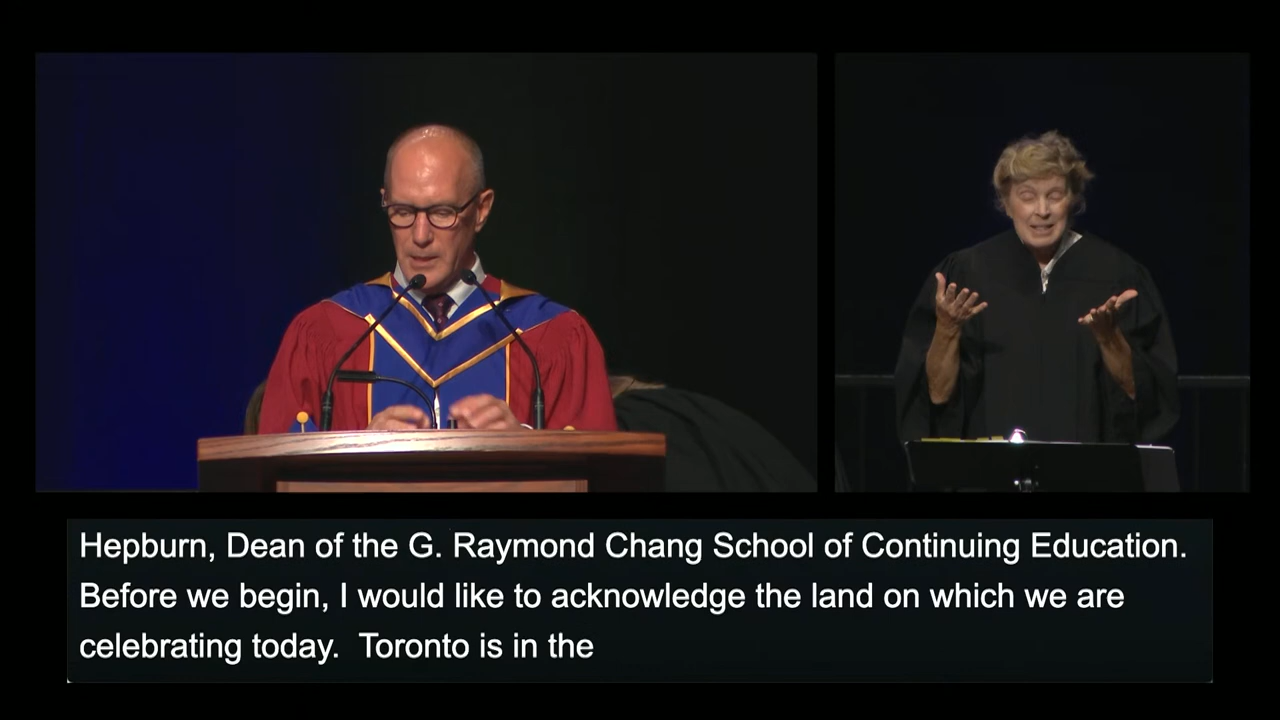 Hepburn, Dean of the G. Raymond Chang School of Continuing Education.
Before we begin, I would like to acknowledge the land on which we are
celebrating today.  Toronto is in the